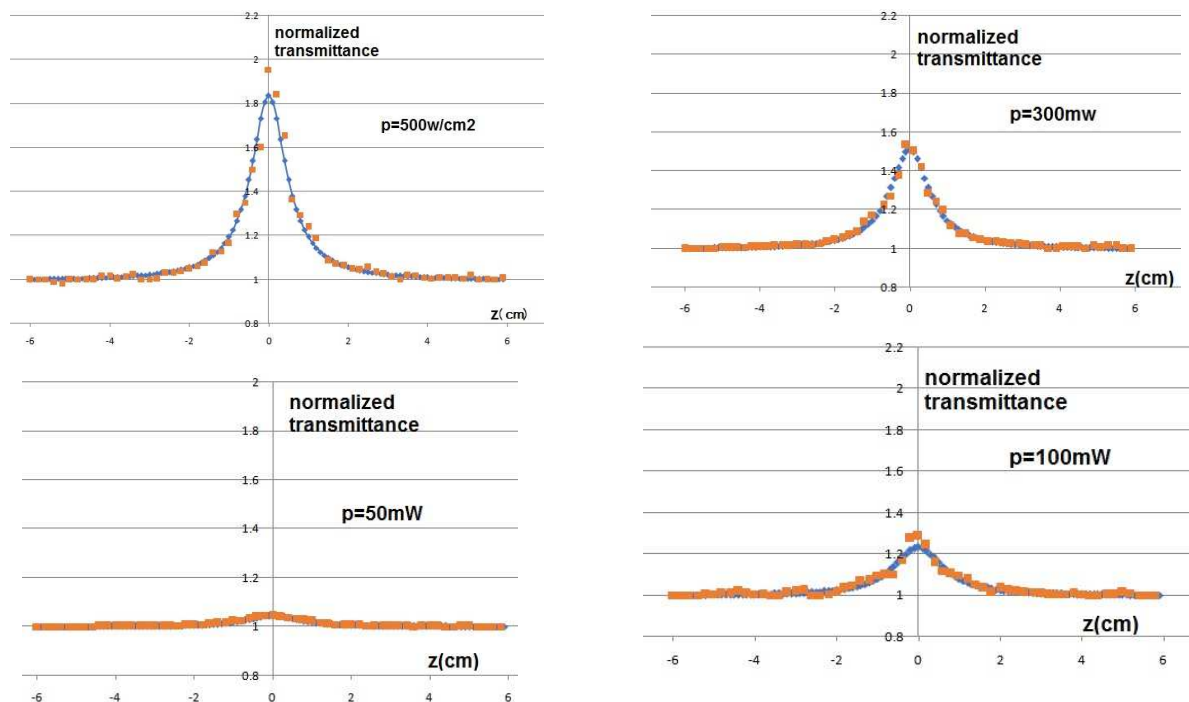 2.2
normalized
transmittance
2
1.8
p=500w/cm2
1.6
1.4
1.2
1
z( cm)
0.8
-6 -4 -2 0 2 4 6
2.2
normalized
transmittance
2
1.8
p=300mw
1.6
1.4
1.2
1
z(cm)
0.8
-6 -4 -2 0 2 4 6
2
normalized
transmittance
1.8
1.6
p=50mW
1.4
1.2
1
z(cm)
0.8
-6 -4 -2 0 2 4 6
2.2
normalized
transmittance
2
1.8
p=100mW
1.6
1.4
1.2
1
z(cm)
0.8
-6 -4 -2 0 2 4 6